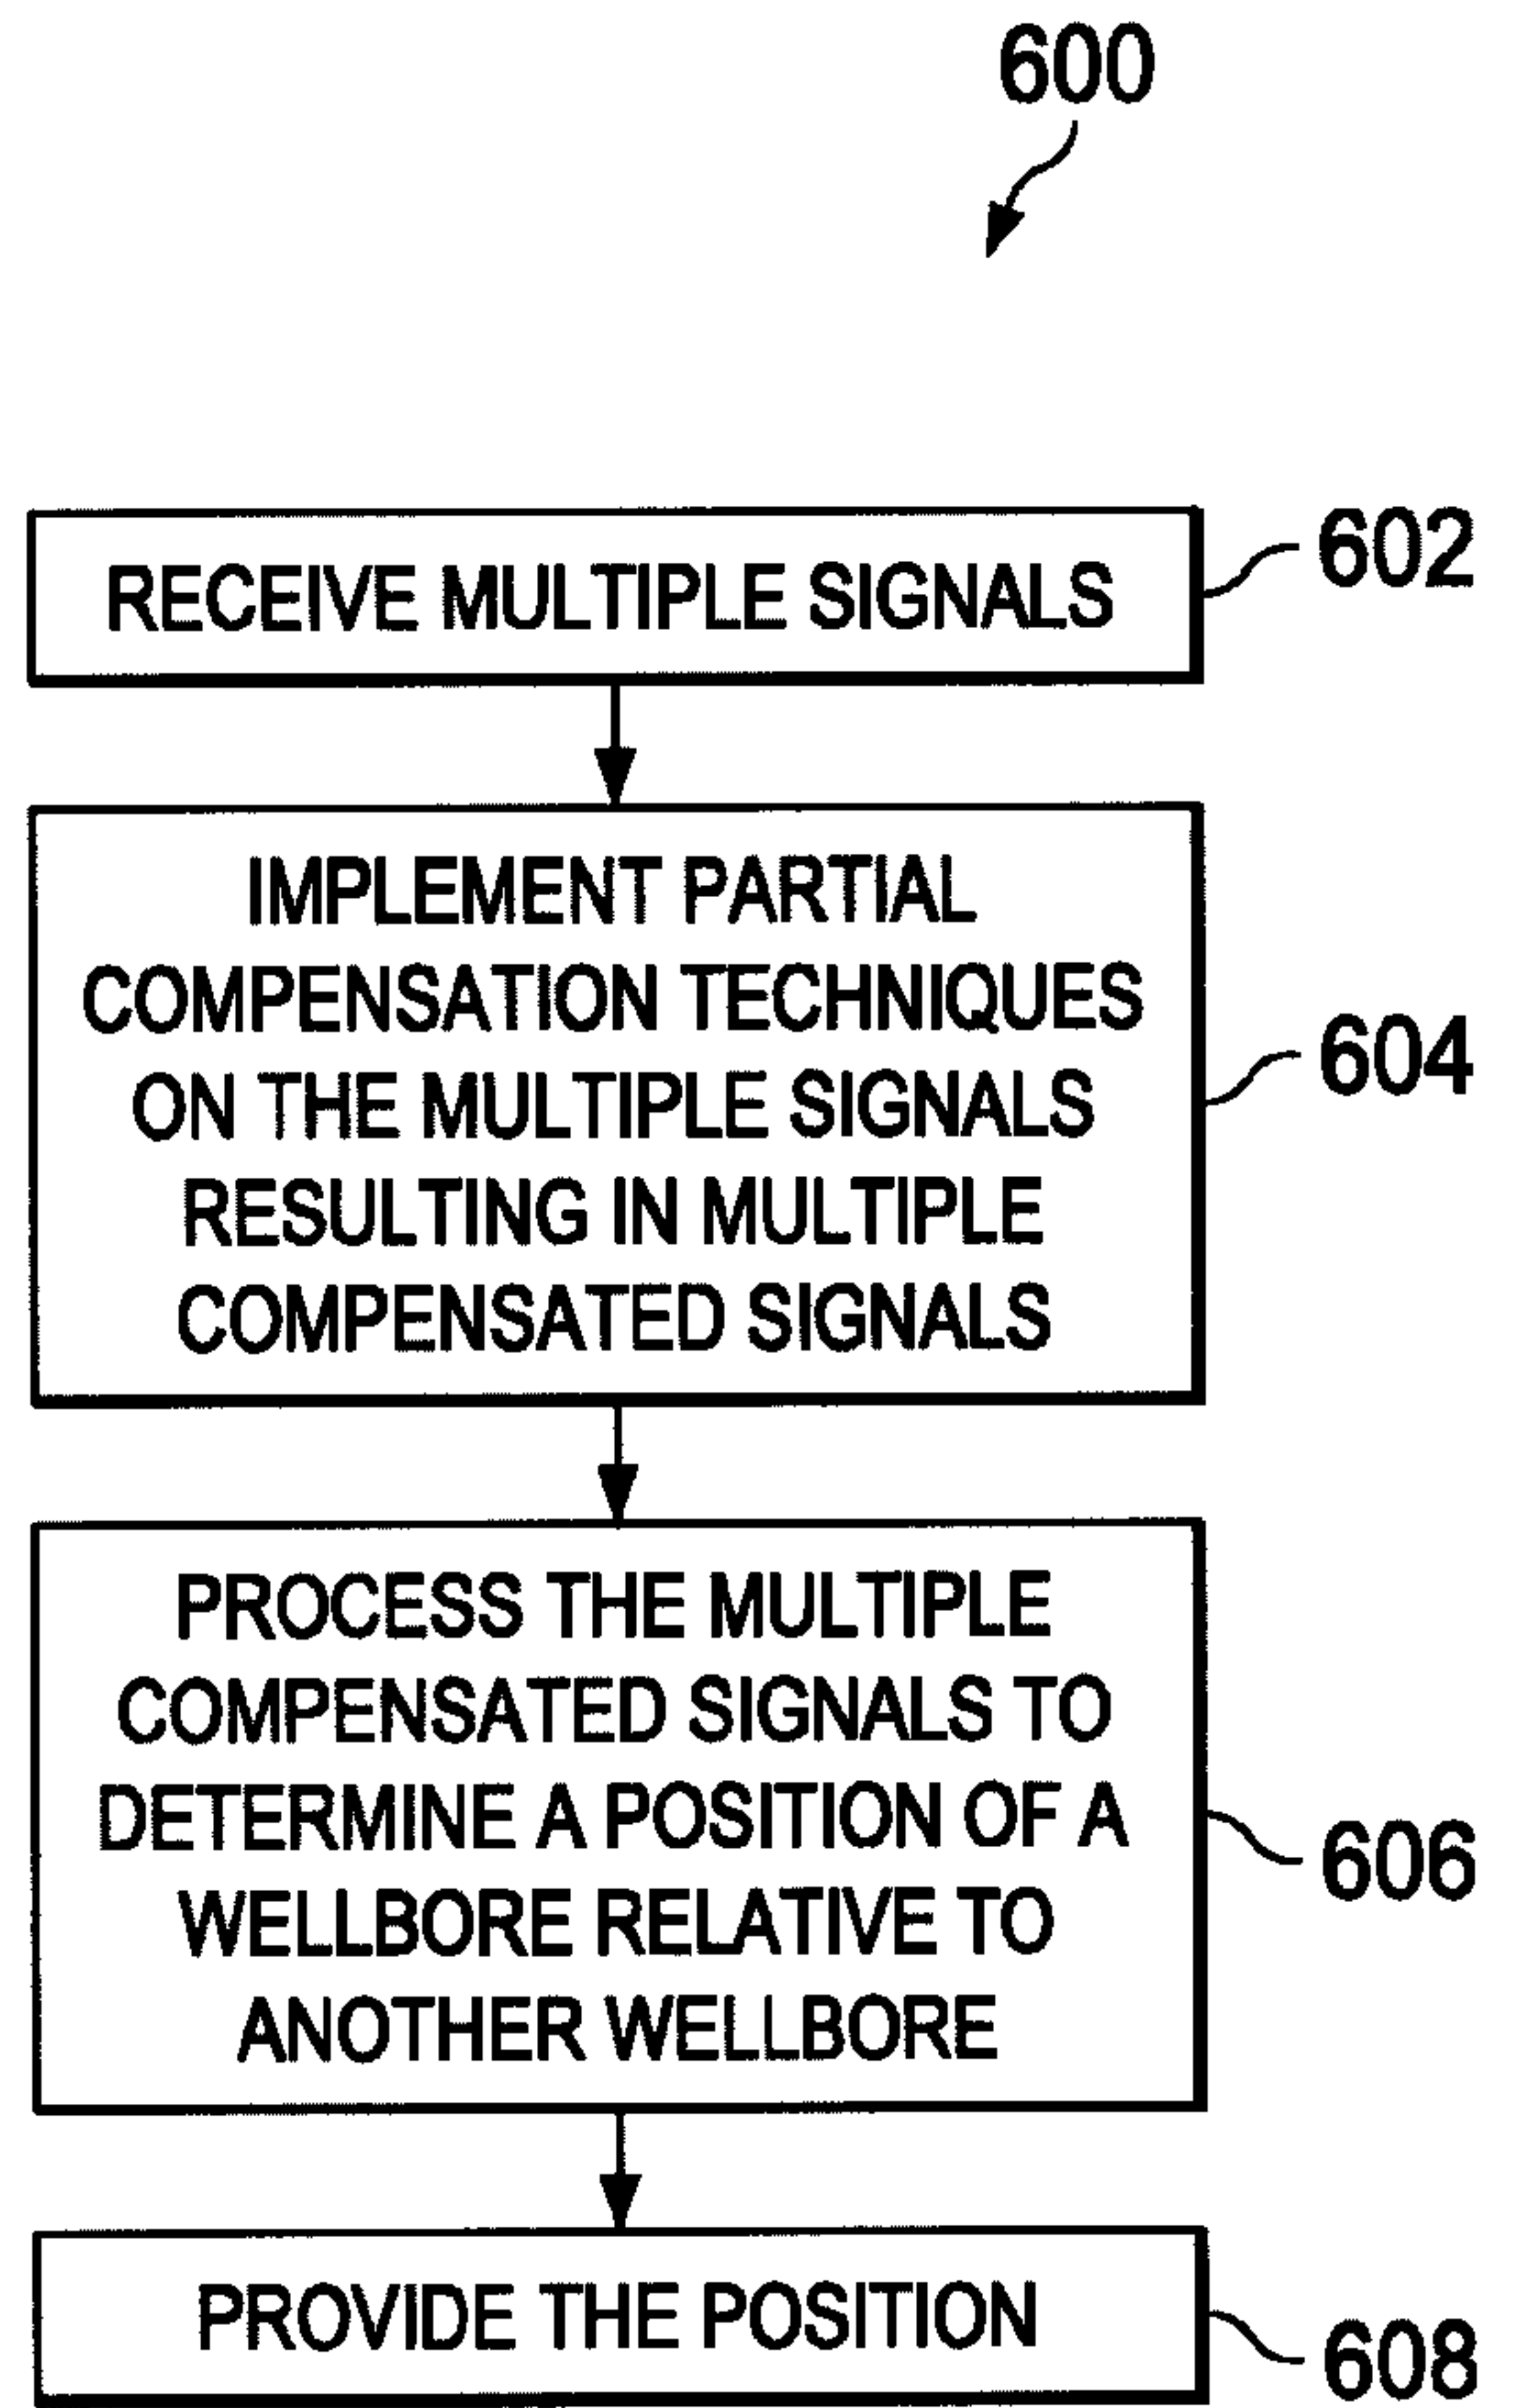 600
RECEIVE MULTIPLE SIGNALS
602
IMPLEMENT PARTIAL
COMPENSATION TECHNIQUES
ON THE MULTIPLE SIGNALS
RESULTING IN MULTIPLE
COMPENSATED SIGNALS
604
PROCESS THE MULTIPLE
COMPENSATED SIGNALS TO
DETERMINE A POSITION OF A
WELLBORE RELATIVE TO
ANOTHER WELLBORE
606
PROVIDE THE POSITION
608